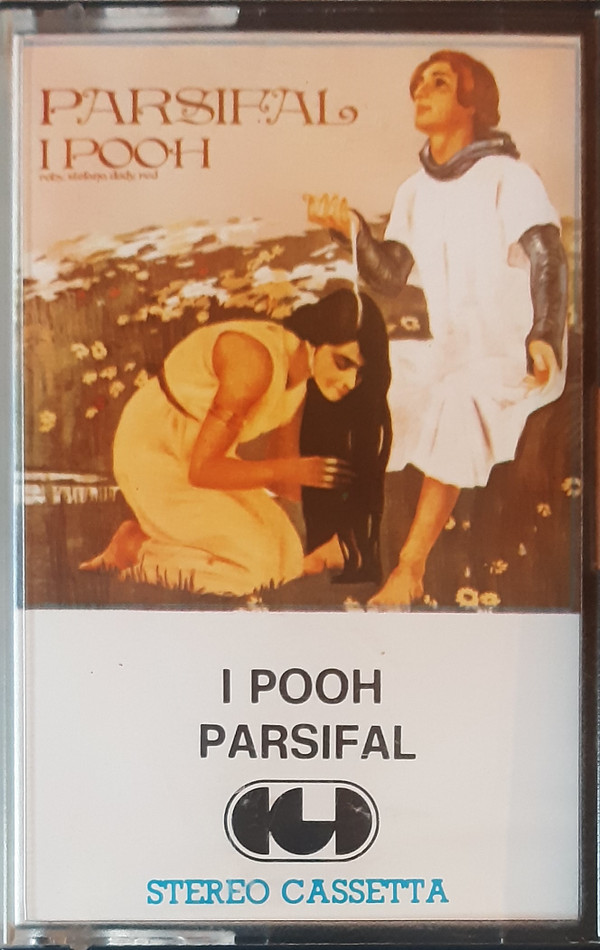 PARSIFAL
I POOH
roby, stefano, dody, red
I POOH
PARSIFAL
STEREO CASSETTA